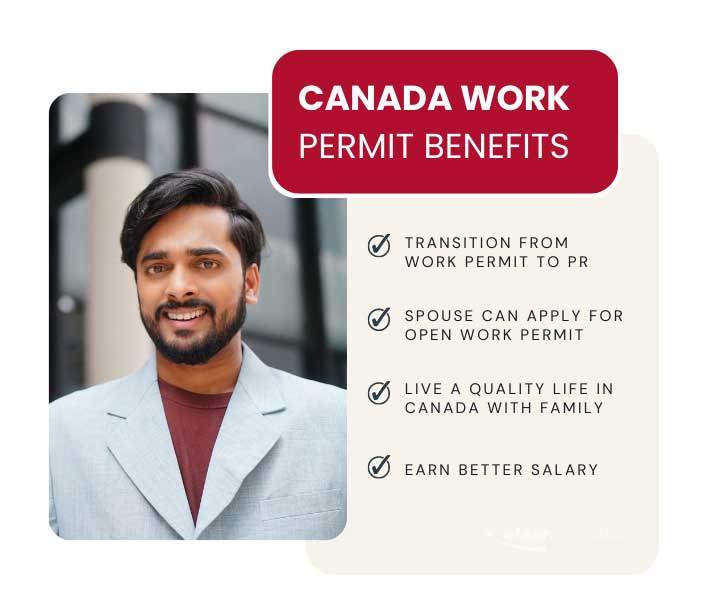 CANADA WORK
PERMIT BENEFITS
TRANSITION FROM
WORK PERMIT TO PR
SPOUSE CAN APPLY FOR
OPEN WORK PERMIT
LIVE A QUALITY LIFE IN
CANADA WITH FAMILY
EARN BETTER SALARY